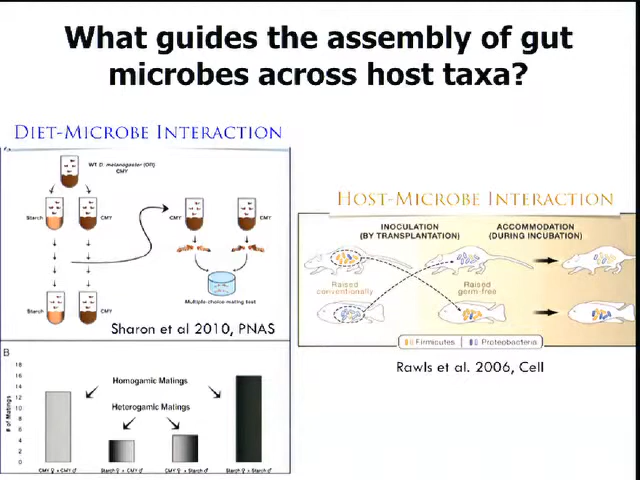 What guides the assembly of gut
microbes across host taxa?
DIET-MICROBE INTERACTION
WT D. melanogaster (OR)
CMY
Starch
CMY
CMY
CMY
Starch
CMY
Multiple-choice mating test
Sharon et al 2010, PNAS
HOST-MICROBE INTERACTION
INOCULATION
(BY TRANSPLANTATION)
ACCOMMODATION
(DURING INCUBATION)
Raised
conventionally
Raised
germ-free
Firmicutes
Proteobacteria
Rawls et al. 2006, Cell
B
# of Matings
18
16
14
12
10
8
6
4
2
0
Homogamic Matings
Heterogamic Matings
CMY ♀ x CMY ♂
Starch ♀ x CMY ♂
CMY ♀ x Starch ♂
Starch ♀ x Starch ♂